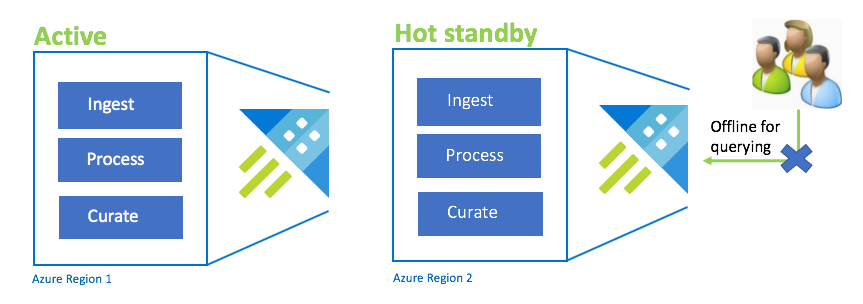 Active
Ingest
Process
Curate
Azure Region 1
Hot standby
Ingest
Process
Curate
Azure Region 2
Offline for
querying